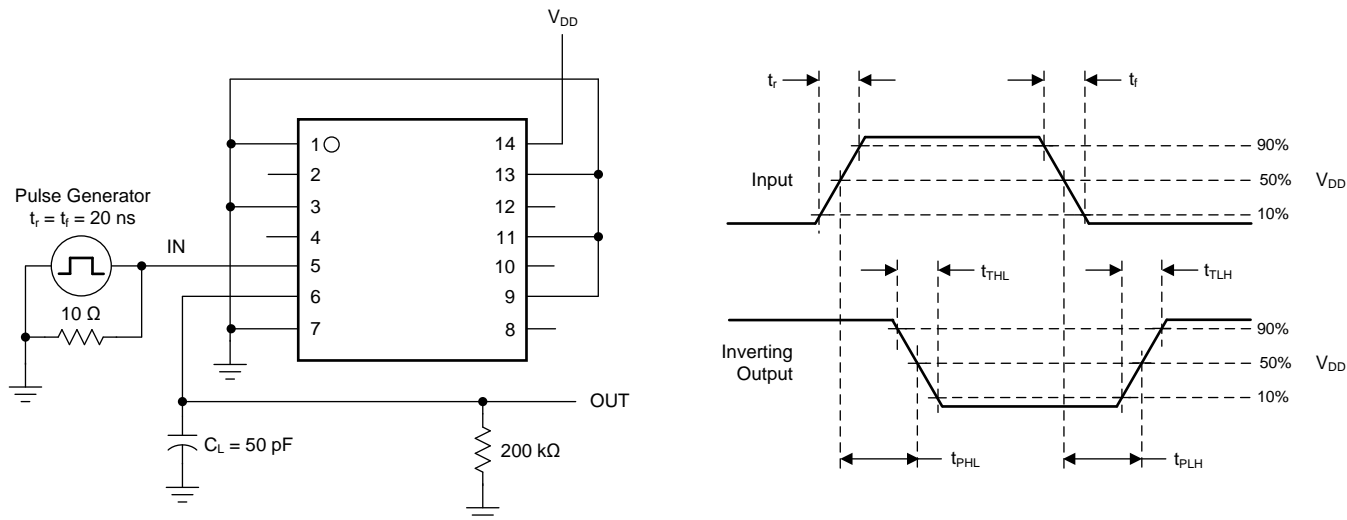 V_DD
1 14
2 13
3 12
4 11
5 10
6 9
7 8
Pulse Generator
t_r = t_f = 20 ns
IN
10 Ω
OUT
C_L = 50 pF
200 kΩ
t_r
t_f
Input
90%
50%
10%
V_DD
t_THL
t_TLH
Inverting
Output
90%
50%
10%
V_DD
t_PHL
t_PLH